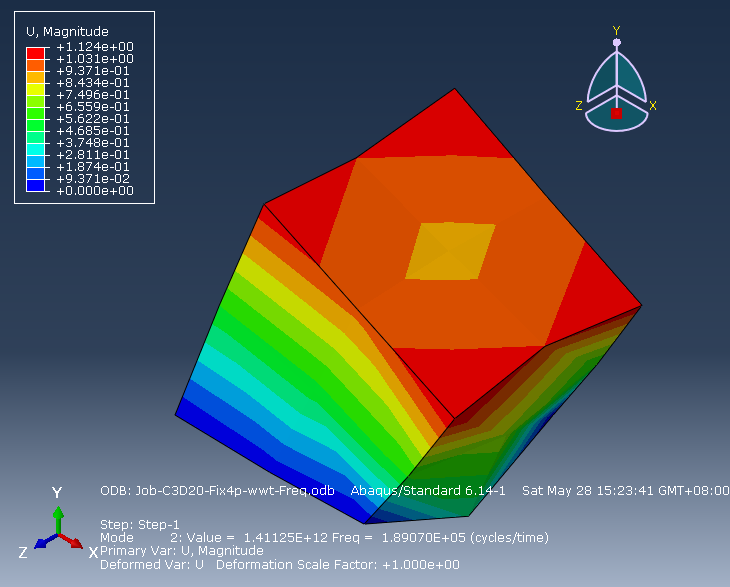 U, Magnitude
+1.124e+00
+1.031e+00
+9.371e-01
+8.434e-01
+7.496e-01
+6.559e-01
+5.622e-01
+4.685e-01
+3.748e-01
+2.811e-01
+1.874e-01
+9.371e-02
+0.000e+00
Y
Z X
ODB: Job-C3D20-Fix4p-wwt-Freq.odb Abaqus/Standard 6.14-1 Sat May 28 15:23:41 GMT+08:00
Y
Z X
Step: Step-1
Mode 2: Value = 1.41125E+12 Freq = 1.89070E+05 (cycles/time)
Primary Var: U, Magnitude
Deformed Var: U Deformation Scale Factor: +1.000e+00